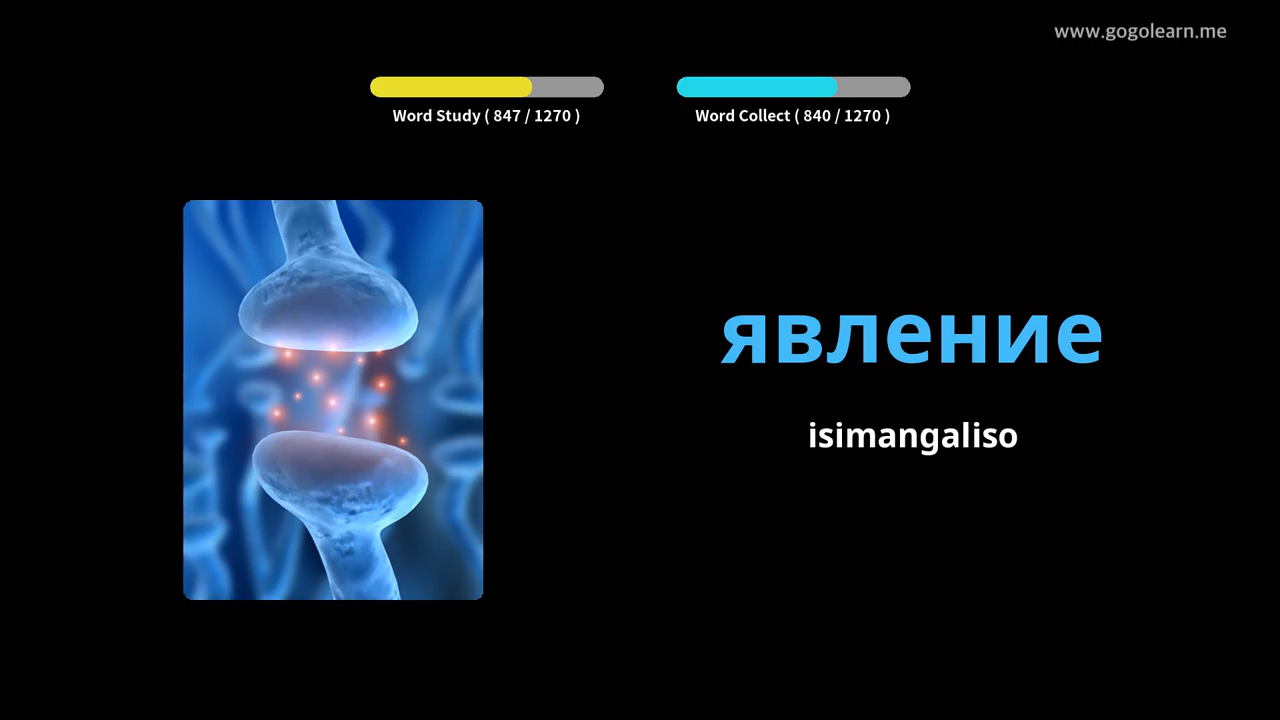 www.gogolearn.me
Word Study ( 847 / 1270 )
Word Collect ( 840 / 1270 )
явление
isimangaliso